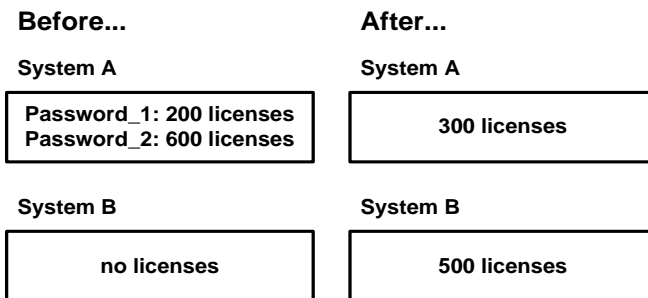 Before...
After...
System A
System A
Password_1: 200 licenses
Password_2: 600 licenses
300 licenses
System B
System B
no licenses
500 licenses